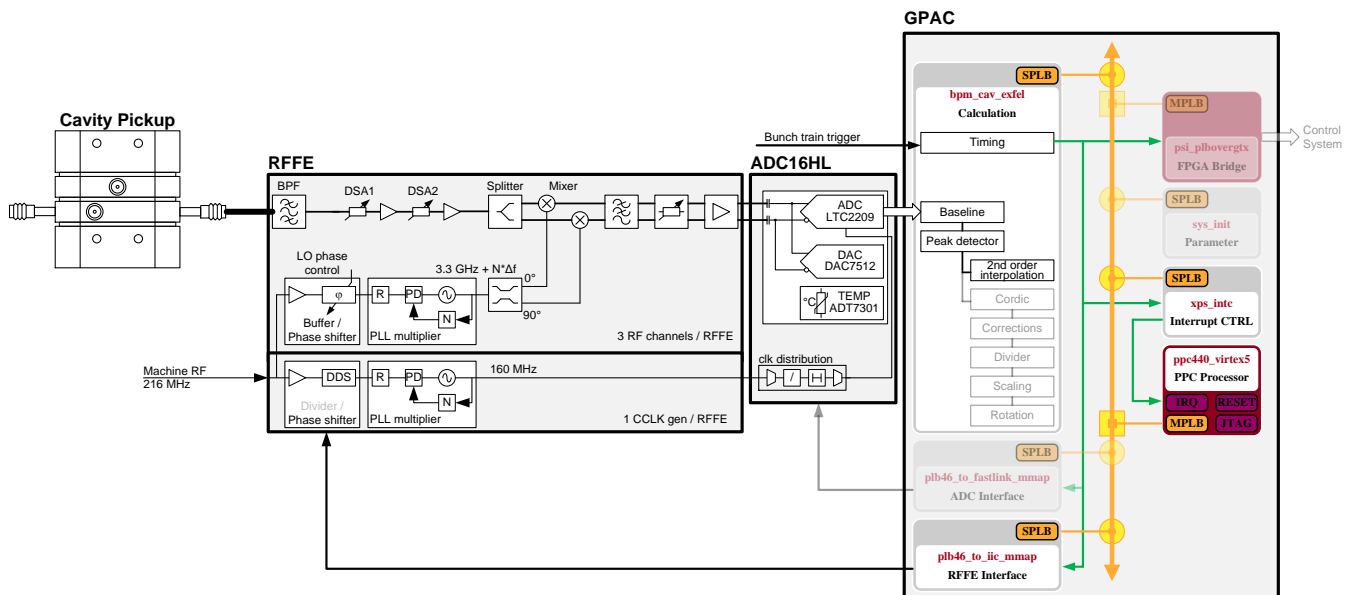 GPAC
SPLB
bpm_cav_exfel
Calculation
Bunch train trigger
Timing
MPLB
psi_plbovergtx
FPGA Bridge
Control
System
Cavity Pickup
RFFE
ADC16HL
BPF
DSA1
DSA2
Splitter
Mixer
ADC
LTC2209
Baseline
Peak detector
SPLB
sys_init
Parameter
DAC
DAC7512
2nd order
interpolation
LO phase
control
3.3 GHz + N*Δf
0°
90°
R
PD
N
φ
Buffer /
Phase shifter
PLL multiplier
3 RF channels / RFFE
°C
TEMP
ADT7301
Cordic
Corrections
Divider
Scaling
Rotation
SPLB
xps_intc
Interrupt CTRL
ppc440_virtex5
PPC Processor
IRQ
RESET
MPLB
JTAG
Machine RF
216 MHz
DDS
R
PD
N
160 MHz
Divider /
Phase shifter
PLL multiplier
1 CCLK gen / RFFE
clk distribution
/
SPLB
plb46_to_fastlink_mmap
ADC Interface
SPLB
plb46_to_iic_mmap
RFFE Interface